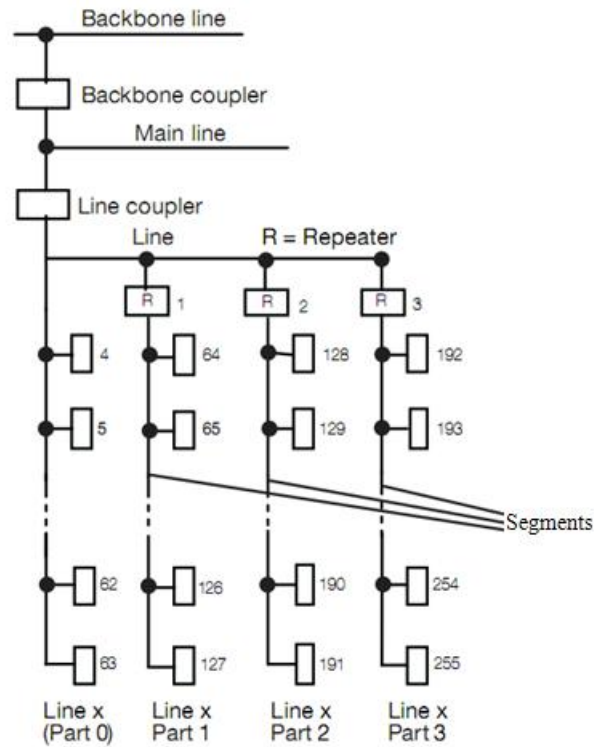 Backbone line
Backbone coupler
Main line
Line coupler
Line R = Repeater
R 1 R 2 R 3
4 64 128 192
5 65 129 193
Segments
62 126 190 254
63 127 191 255
Line x Line x Line x Line x
(Part 0) Part 1 Part 2 Part 3